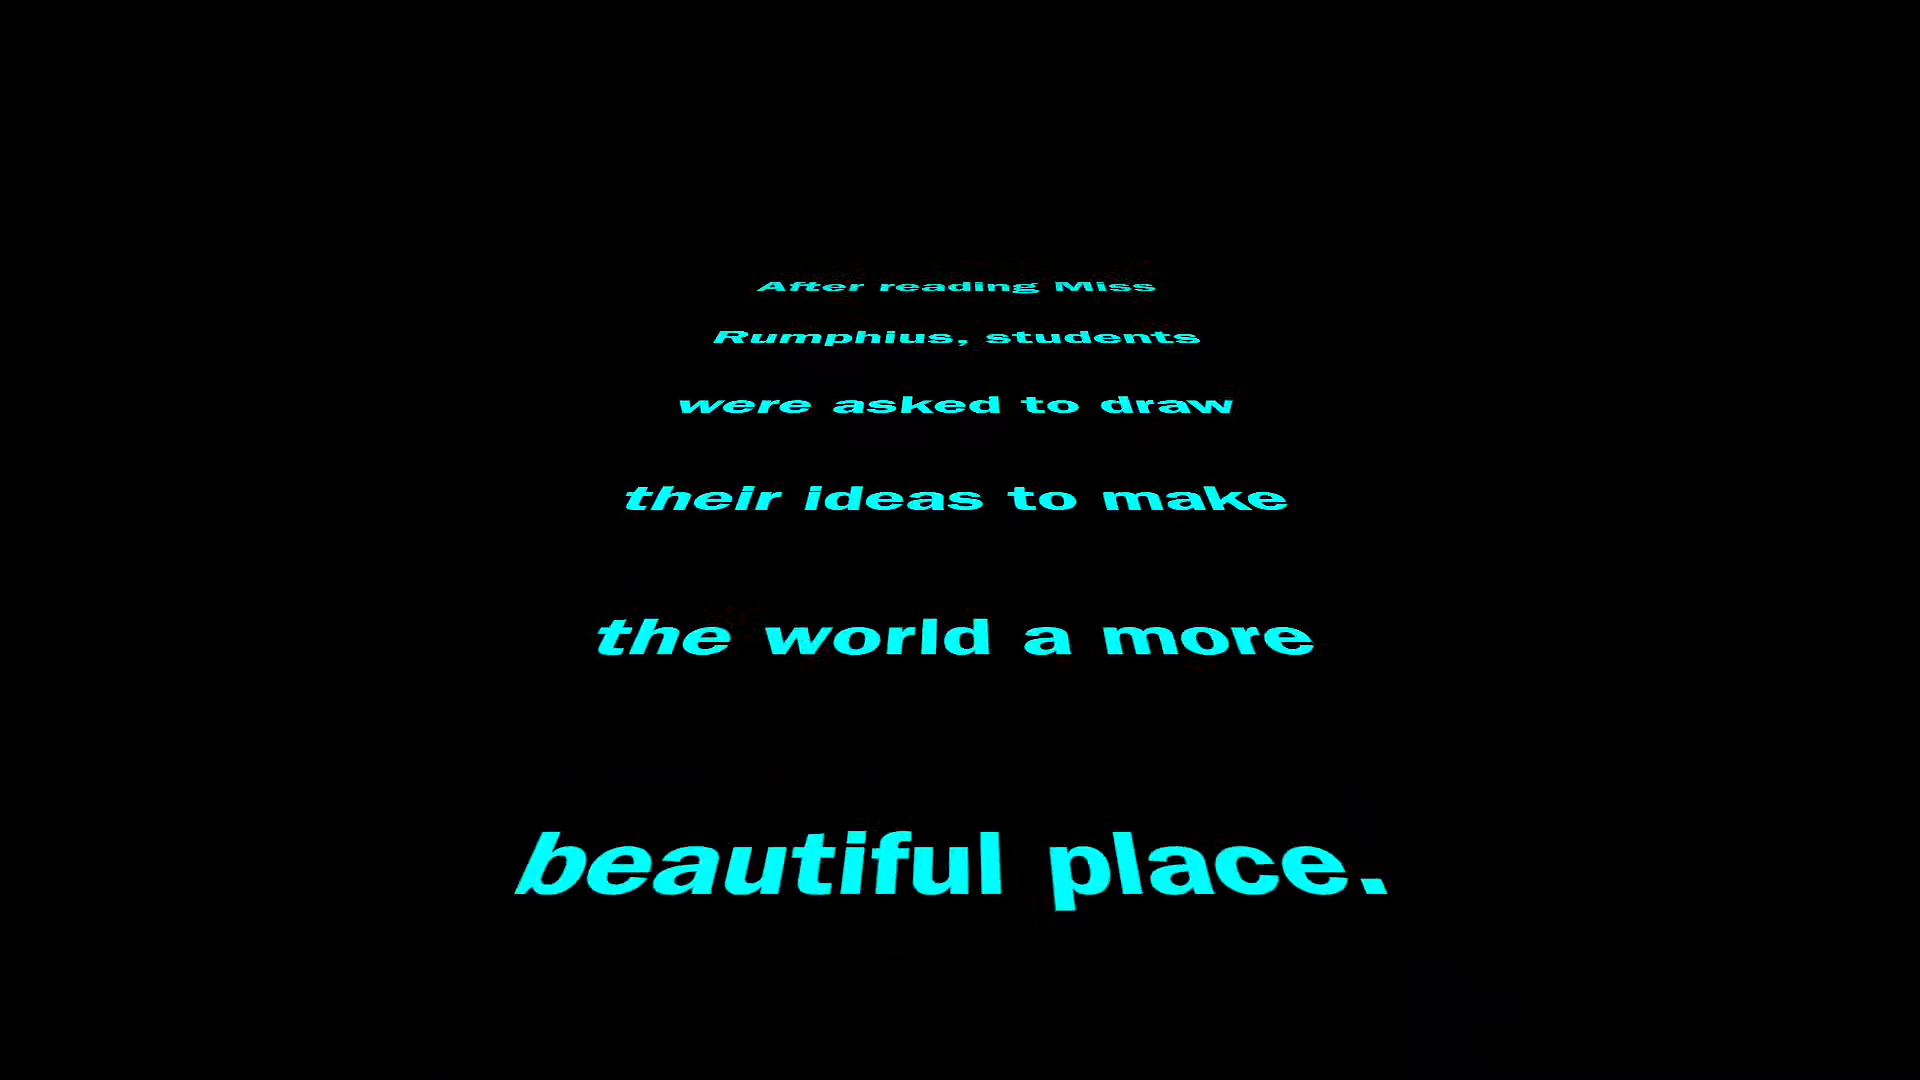 After reading Miss
Rumphius, students
were asked to draw
their ideas to make
the world a more
beautiful place.